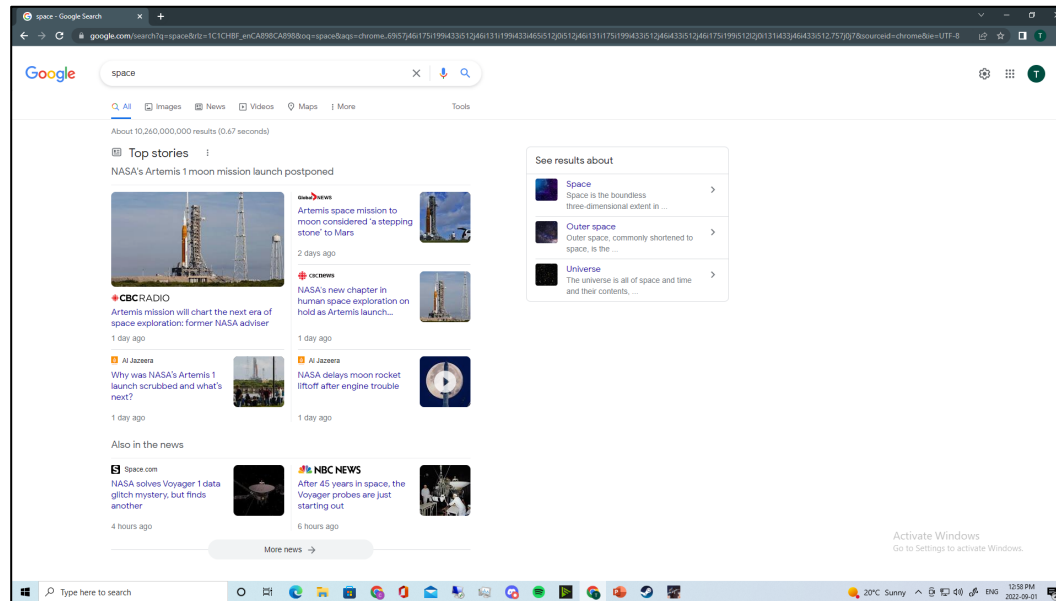 space - Google Search
google.com/search?q=space&rlz=1C1CHBF_enCA898CA898&oq=space&aqs=chrome..69i57j46i175i199i433i512j46i131i199i433i465i512j0i512j46i131i175i199i433i512j46i433i512j46i175i199i512l2j0i131i433j46i433i512.757j0j7&sourceid=chrome&ie=UTF-8
Google
space
T
All Images News Videos Maps More Tools
About 10,260,000,000 results (0.67 seconds)
Top stories
NASA's Artemis 1 moon mission launch postponed
CBC RADIO
Artemis mission will chart the next era of
space exploration: former NASA adviser
1 day ago
Global NEWS
Artemis space mission to
moon considered 'a stepping
stone' to Mars
2 days ago
CBCNEWS
NASA's new chapter in
human space exploration on
hold as Artemis launch...
1 day ago
Al Jazeera
Why was NASA's Artemis 1
launch scrubbed and what's
next?
1 day ago
Al Jazeera
NASA delays moon rocket
liftoff after engine trouble
1 day ago
Also in the news
Space.com
NASA solves Voyager 1 data
glitch mystery, but finds
another
4 hours ago
NBC NEWS
After 45 years in space, the
Voyager probes are just
starting out
6 hours ago
More news
See results about
Space
Space is the boundless
three-dimensional extent in ...
Outer space
Outer space, commonly shortened to
space, is the ...
Universe
The universe is all of space and time
and their contents, ...
Activate Windows
Go to Settings to activate Windows.
Type here to search
20°C Sunny
ENG
12:58 PM
2022-09-01